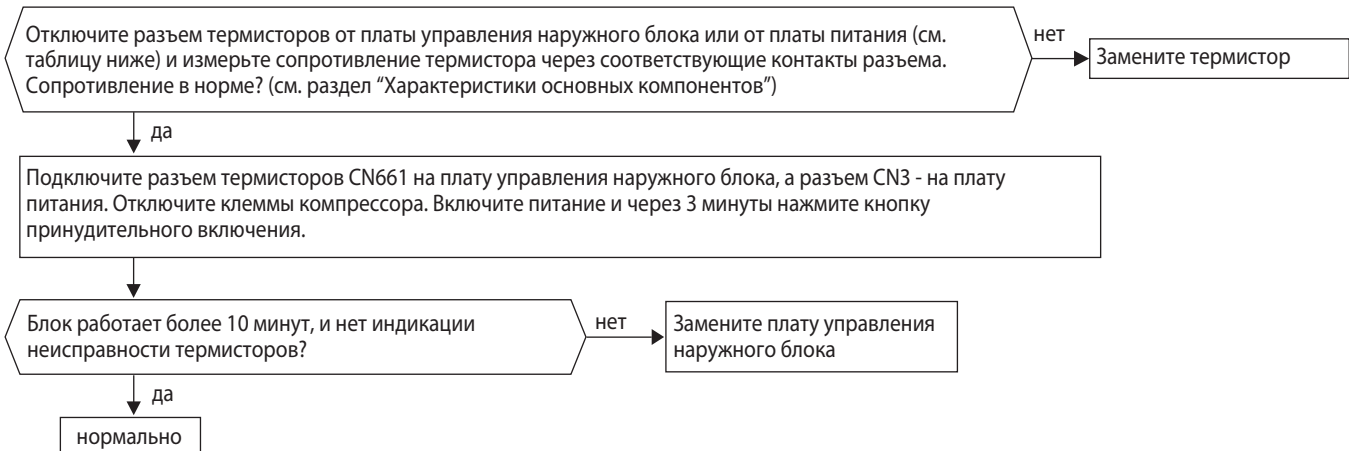 Отключите разъем термисторов от платы управления наружного блока или от платы питания (см.
таблицу ниже) и измерьте сопротивление термистора через соответствующие контакты разъема.
Сопротивление в норме? (см. раздел “Характеристики основных компонентов”)
нет
Замените термистор
да
Подключите разъем термисторов CN661 на плату управления наружного блока, а разъем CN3 - на плату
питания. Отключите клеммы компрессора. Включите питание и через 3 минуты нажмите кнопку
принудительного включения.
Блок работает более 10 минут, и нет индикации
неисправности термисторов?
нет
Замените плату управления
наружного блока
да
нормально